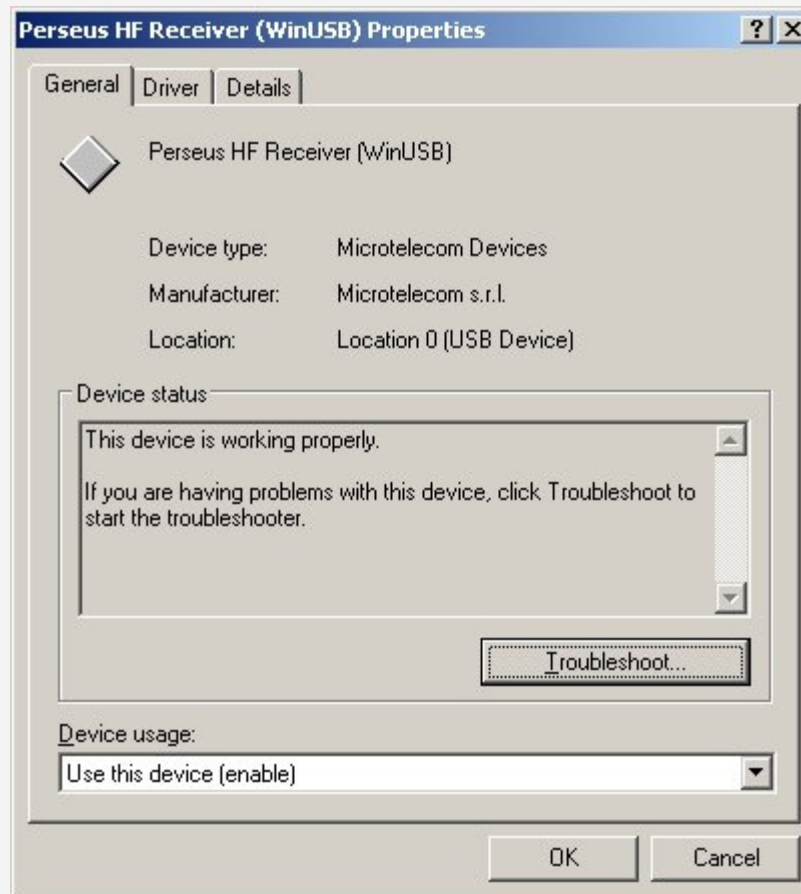 Perseus HF Receiver (WinUSB) Properties
General Driver Details
Perseus HF Receiver (WinUSB)
Device type: Microtelecom Devices
Manufacturer: Microtelecom s.r.l.
Location: Location 0 (USB Device)
Device status
This device is working properly.
If you are having problems with this device, click Troubleshoot to
start the troubleshooter.
Troubleshoot...
Device usage:
Use this device (enable)
OK Cancel